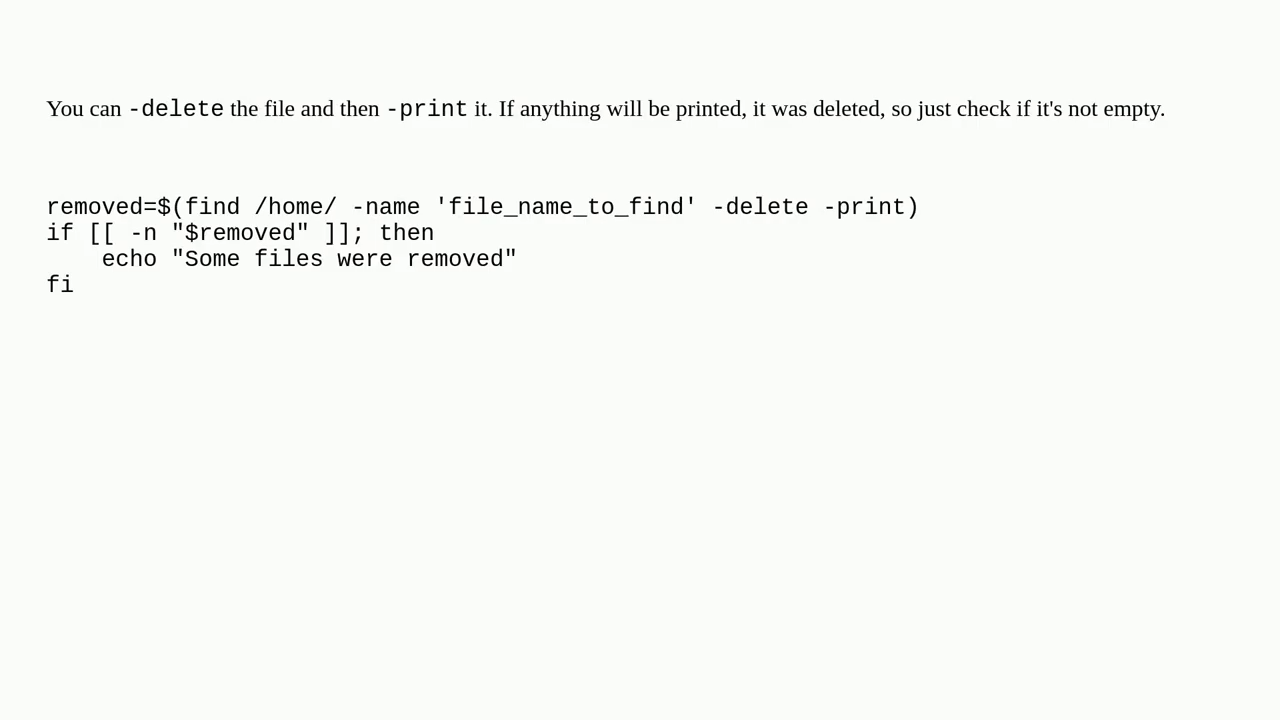 You can -delete the file and then -print it. If anything will be printed, it was deleted, so just check if it's not empty.
removed=$(find /home/ -name 'file_name_to_find' -delete -print)
if [[ -n "$removed" ]]; then
    echo "Some files were removed"
fi